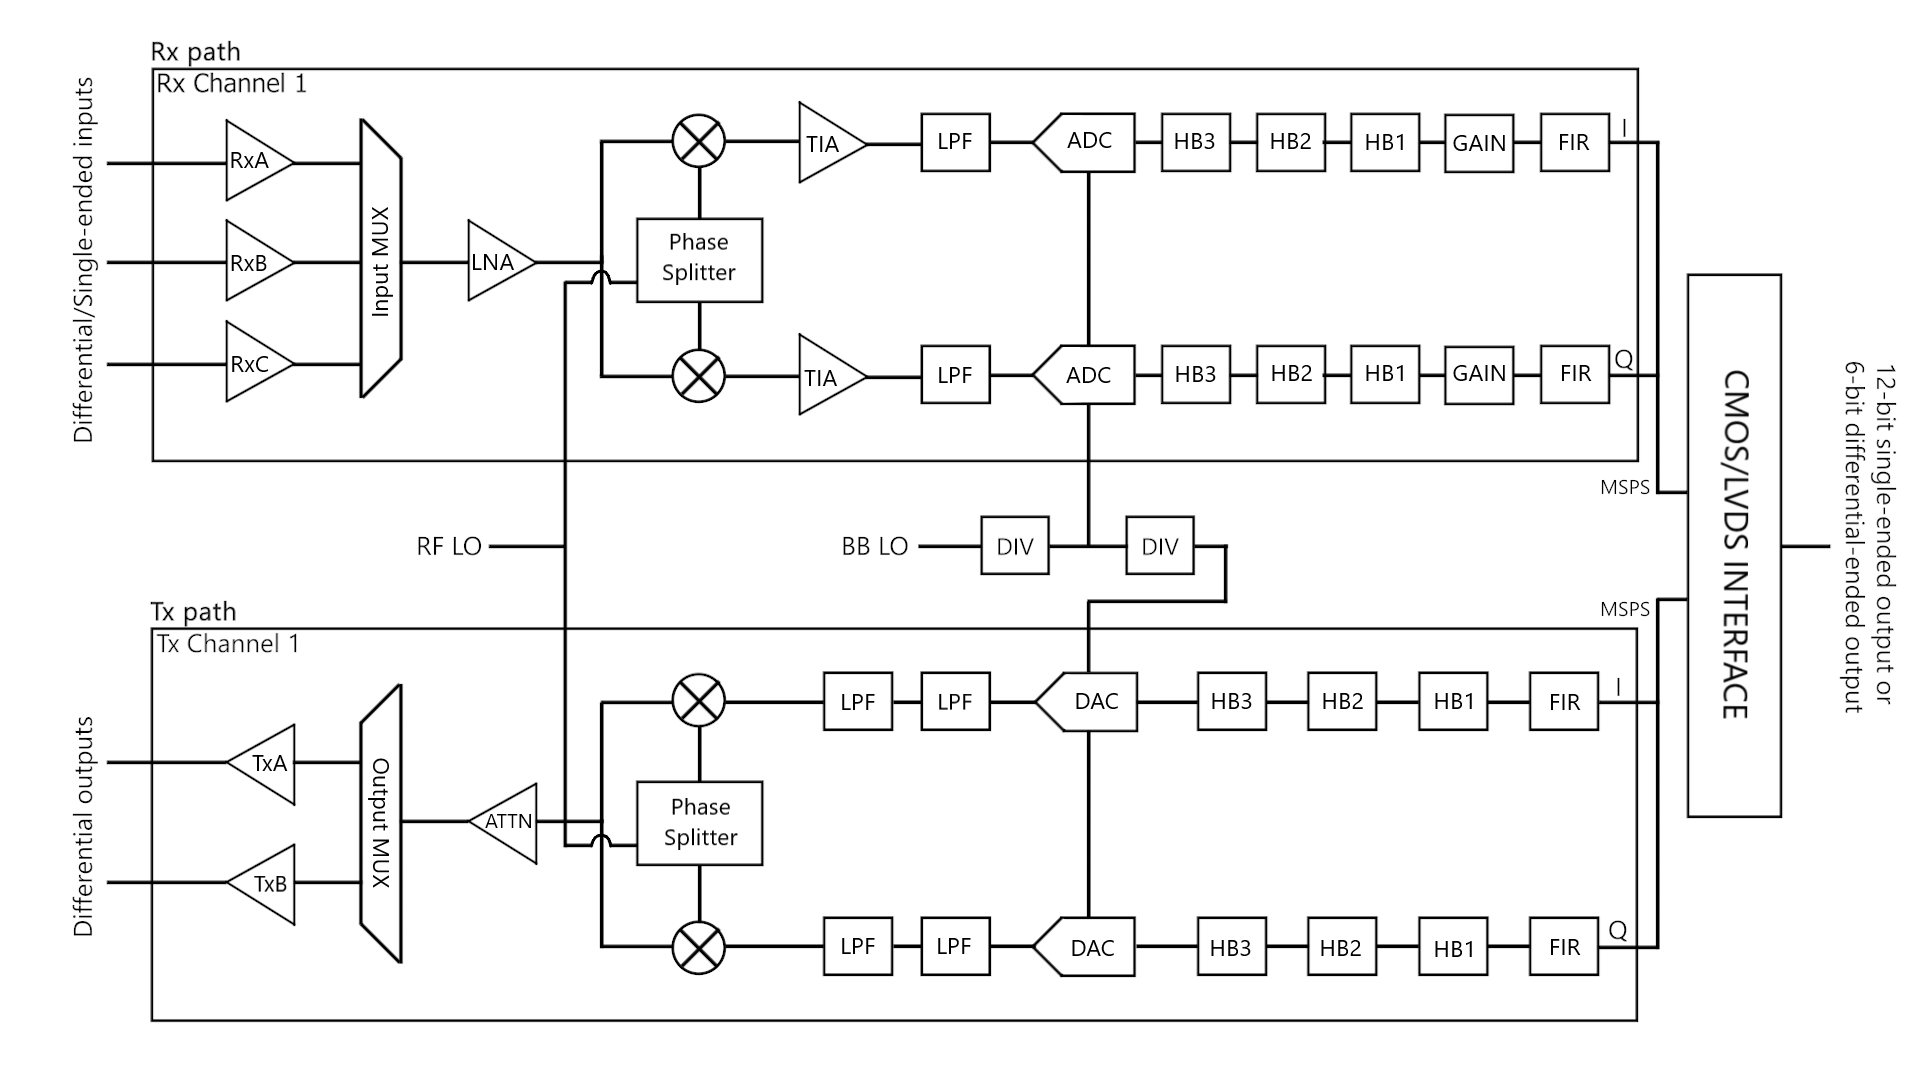 Rx path
Rx Channel 1
Differential/Single-ended inputs
RxA
RxB
RxC
Input MUX
LNA
Phase
Splitter
TIA
LPF
ADC
HB3
HB2
HB1
GAIN
FIR
I
TIA
LPF
ADC
HB3
HB2
HB1
GAIN
FIR
Q
MSPS
RF LO
BB LO
DIV
DIV
CMOS/LVDS INTERFACE
12-bit single-ended output or
6-bit differential-ended output
Tx path
MSPS
Tx Channel 1
Differential outputs
TxA
TxB
Output MUX
ATTN
Phase
Splitter
LPF
LPF
DAC
HB3
HB2
HB1
FIR
I
LPF
LPF
DAC
HB3
HB2
HB1
FIR
Q